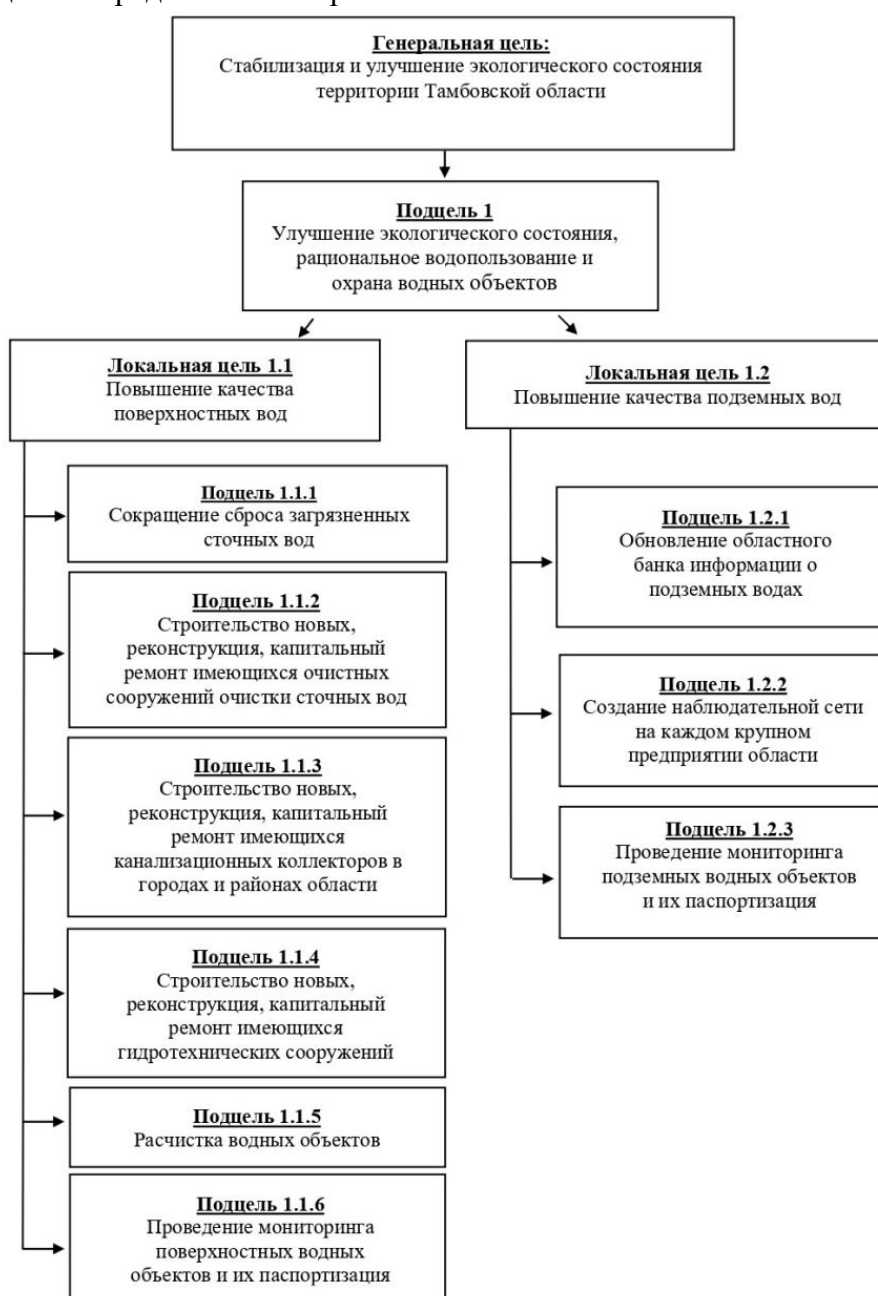 Генеральная цель:
Стабилизация и улучшение экологического состояния
территории Тамбовской области
Подцель 1
Улучшение экологического состояния,
рациональное водопользование и
охрана водных объектов
Локальная цель 1.1
Повышение качества
поверхностных вод
Подцель 1.1.1
Сокращение сброса загрязненных
сточных вод
Подцель 1.1.2
Строительство новых,
реконструкция, капитальный
ремонт имеющихся очистных
сооружений очистки сточных вод
Подцель 1.1.3
Строительство новых,
реконструкция, капитальный
ремонт имеющихся
канализационных коллекторов в
городах и районах области
Подцель 1.1.4
Строительство новых,
реконструкция, капитальный
ремонт имеющихся
гидротехнических сооружений
Подцель 1.1.5
Расчистка водных объектов
Подцель 1.1.6
Проведение мониторинга
поверхностных водных
объектов и их паспортизация
Локальная цель 1.2
Повышение качества подземных вод
Подцель 1.2.1
Обновление областного
банка информации о
подземных водах
Подцель 1.2.2
Создание наблюдательной сети
на каждом крупном
предприятии области
Подцель 1.2.3
Проведение мониторинга
подземных водных объектов
и их паспортизация